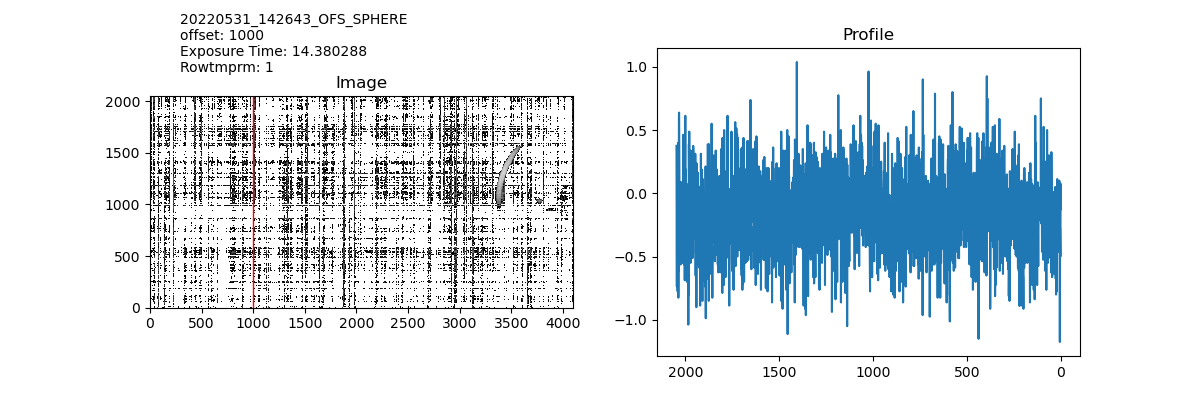 20220531_142643_OFS_SPHERE
offset: 1000
Exposure Time: 14.380288
Rowtmprm: 1
Image
2000
1500
1000
500
0
0 500 1000 1500 2000 2500 3000 3500 4000
Profile
1.0
0.5
0.0
−0.5
−1.0
2000 1500 1000 500 0